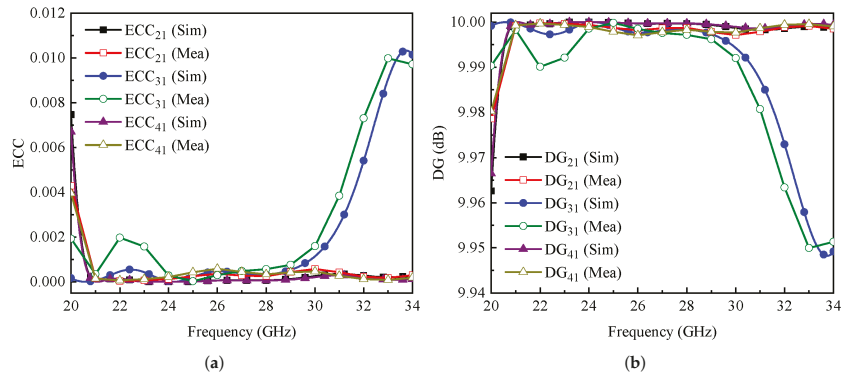 0.012
0.010
0.008
0.006
0.004
0.002
0.000
ECC
ECC21 (Sim)
ECC21 (Mea)
ECC31 (Sim)
ECC31 (Mea)
ECC41 (Sim)
ECC41 (Mea)
20 22 24 26 28 30 32 34
Frequency (GHz)
(a)
10.00
9.99
9.98
9.97
9.96
9.95
9.94
DG (dB)
DG21 (Sim)
DG21 (Mea)
DG31 (Sim)
DG31 (Mea)
DG41 (Sim)
DG41 (Mea)
20 22 24 26 28 30 32 34
Frequency (GHz)
(b)